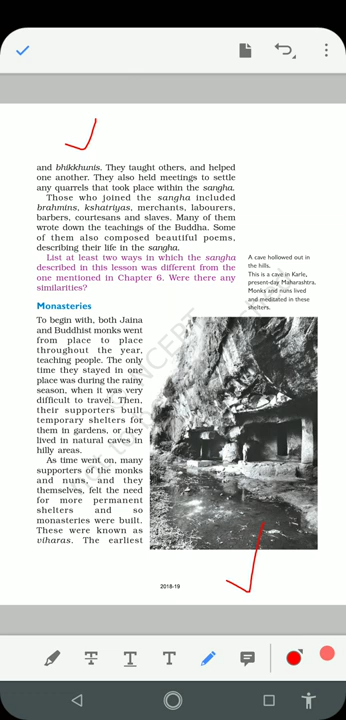 and bhikkhunis. They taught others, and helped
one another. They also held meetings to settle
any quarrels that took place within the sangha.
Those who joined the sangha included
brahmins, kshatriyas, merchants, labourers,
barbers, courtesans and slaves. Many of them
wrote down the teachings of the Buddha. Some
of them also composed beautiful poems,
describing their life in the sangha.
List at least two ways in which the sangha
described in this lesson was different from the
one mentioned in Chapter 6. Were there any
similarities?
A cave hollowed out in
the hills.
This is a cave in Karle,
present-day Maharashtra.
Monks and nuns lived
and meditated in these
shelters.
Monasteries
To begin with, both Jaina
and Buddhist monks went
from place to place
throughout the year,
teaching people. The only
time they stayed in one
place was during the rainy
season, when it was very
difficult to travel. Then,
their supporters built
temporary shelters for
them in gardens, or they
lived in natural caves in
hilly areas.
As time went on, many
supporters of the monks
and nuns, and they
themselves, felt the need
for more permanent
shelters and so
monasteries were built.
These were known as
viharas. The earliest
2018-19
T T T